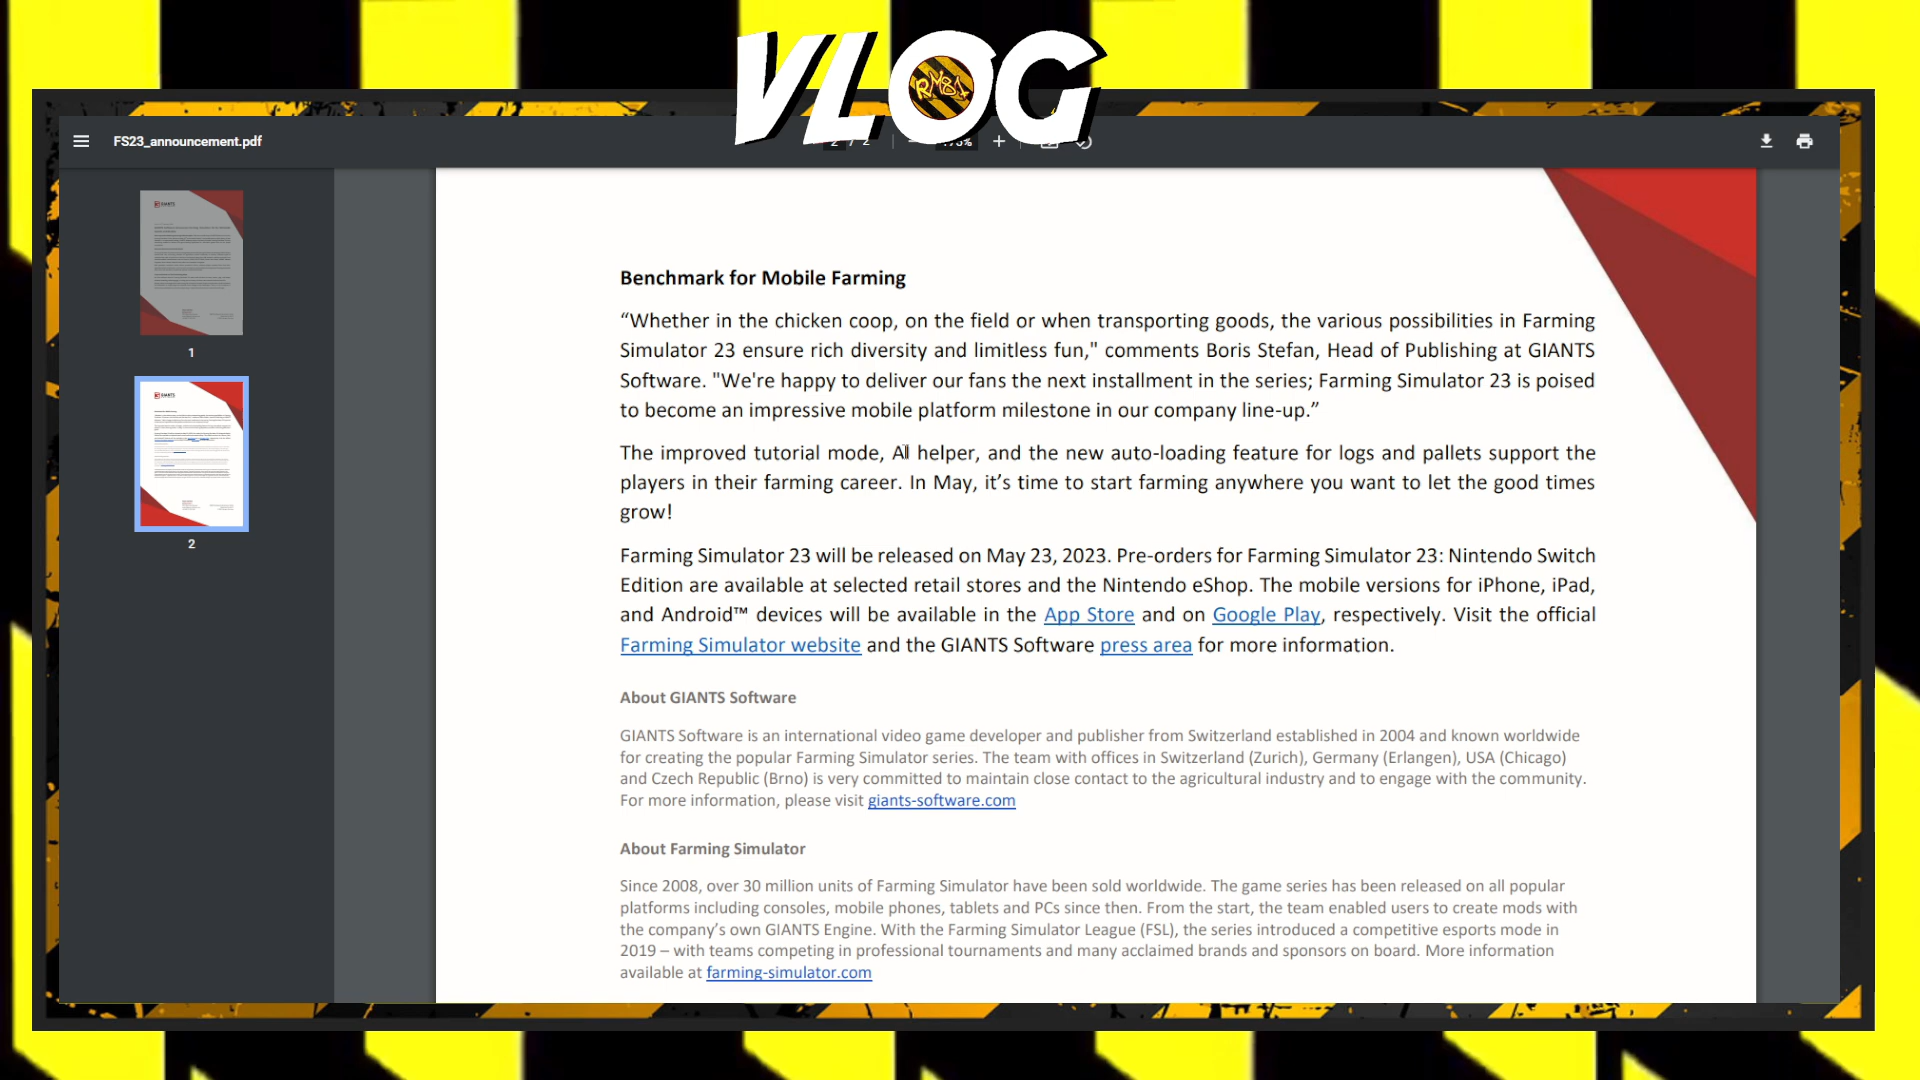 VLOG
RM81
FS23_announcement.pdf
2 / 2
GIANTS
1
GIANTS
2
Benchmark for Mobile Farming
“Whether in the chicken coop, on the field or when transporting goods, the various possibilities in Farming
Simulator 23 ensure rich diversity and limitless fun," comments Boris Stefan, Head of Publishing at GIANTS
Software. "We're happy to deliver our fans the next installment in the series; Farming Simulator 23 is poised
to become an impressive mobile platform milestone in our company line-up.”
The improved tutorial mode, AI helper, and the new auto-loading feature for logs and pallets support the
players in their farming career. In May, it’s time to start farming anywhere you want to let the good times
grow!
Farming Simulator 23 will be released on May 23, 2023. Pre-orders for Farming Simulator 23: Nintendo Switch
Edition are available at selected retail stores and the Nintendo eShop. The mobile versions for iPhone, iPad,
and Android™ devices will be available in the App Store and on Google Play, respectively. Visit the official
Farming Simulator website and the GIANTS Software press area for more information.
About GIANTS Software
GIANTS Software is an international video game developer and publisher from Switzerland established in 2004 and known worldwide
for creating the popular Farming Simulator series. The team with offices in Switzerland (Zurich), Germany (Erlangen), USA (Chicago)
and Czech Republic (Brno) is very committed to maintain close contact to the agricultural industry and to engage with the community.
For more information, please visit giants-software.com
About Farming Simulator
Since 2008, over 30 million units of Farming Simulator have been sold worldwide. The game series has been released on all popular
platforms including consoles, mobile phones, tablets and PCs since then. From the start, the team enabled users to create mods with
the company’s own GIANTS Engine. With the Farming Simulator League (FSL), the series introduced a competitive esports mode in
2019 – with teams competing in professional tournaments and many acclaimed brands and sponsors on board. More information
available at farming-simulator.com